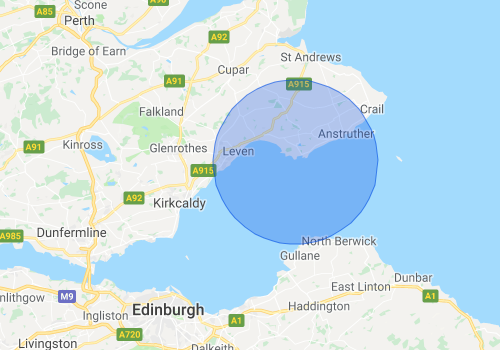 Scone
A85
Perth
A9
A92
St Andrews
Bridge of Earn
Cupar
A91
A915
Falkland
Crail
Anstruther
Kinross
A91
Glenrothes
Leven
A915
A92
Kirkcaldy
Dunfermline
A985
North Berwick
Gullane
Dunbar
East Linton
nlithgow
M9
A1
Edinburgh
Haddington
Ingliston
A1
A720
Livingston
Dalkeith